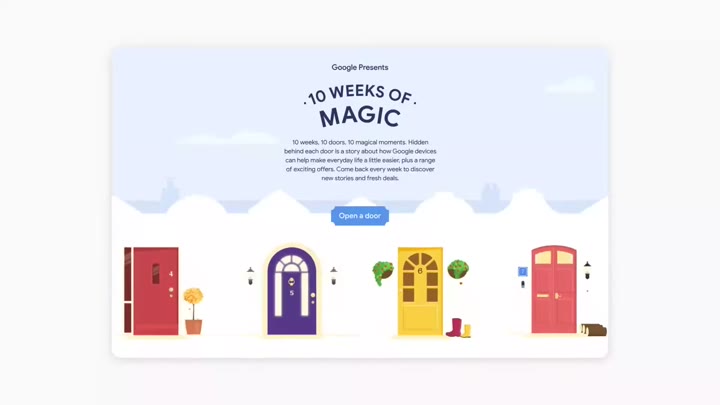 Google Presents
· 10 WEEKS OF ·
MAGIC
10 weeks, 10 doors, 10 magical moments. Hidden
behind each door is a story about how Google devices
can help make everyday life a little easier, plus a range
of exciting offers. Come back every week to discover
new stories and fresh deals.
Open a door
4
5
6